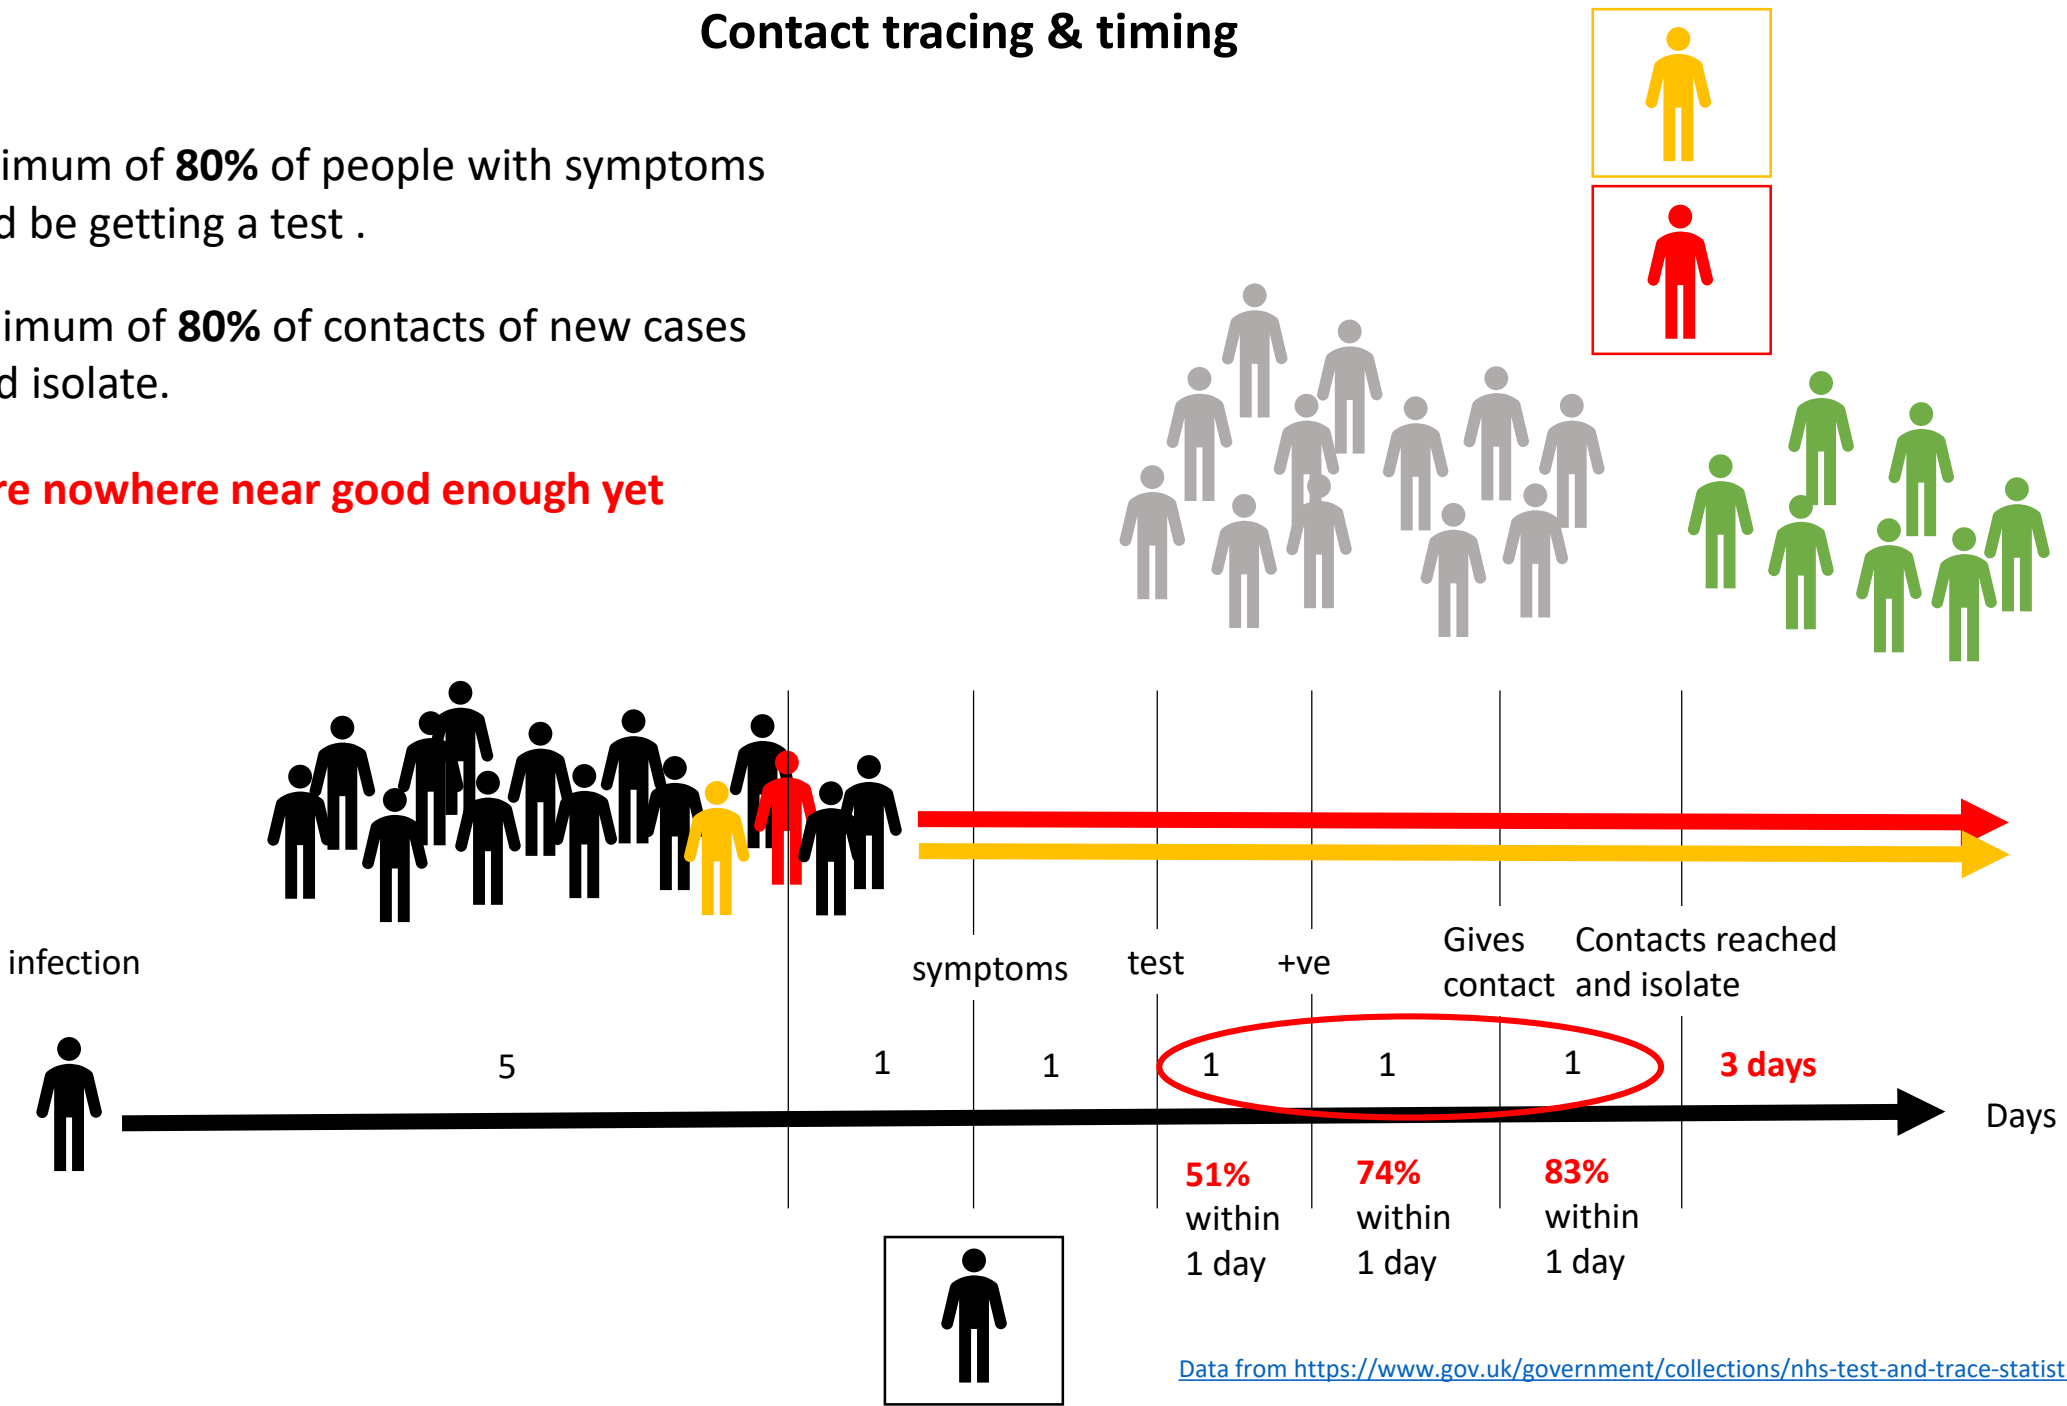 Contact tracing & timing
imum of 80% of people with symptoms
d be getting a test .
imum of 80% of contacts of new cases
d isolate.
re nowhere near good enough yet
infection
symptoms
test
+ve
Gives
contact
Contacts reached
and isolate
5
1
1
1
1
1
3 days
Days
51%
within
1 day
74%
within
1 day
83%
within
1 day
Data from https://www.gov.uk/government/collections/nhs-test-and-trace-statist